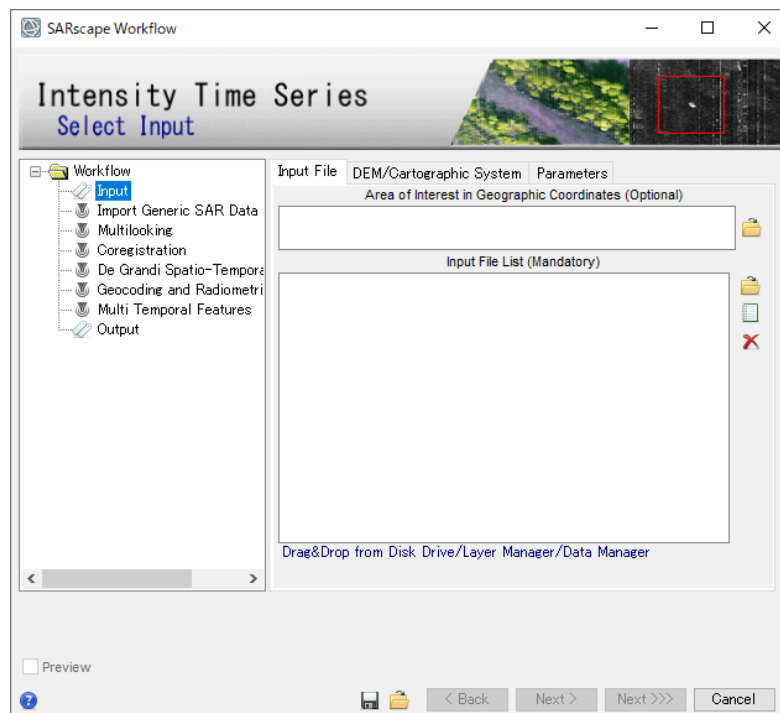 SARscape Workflow
Intensity Time Series
Select Input
Workflow
Input
Import Generic SAR Data
Multilooking
Coregistration
De Grandi Spatio-Tempora
Geocoding and Radiometri
Multi Temporal Features
Output
Input File
DEM/Cartographic System
Parameters
Area of Interest in Geographic Coordinates (Optional)
Input File List (Mandatory)
Drag&Drop from Disk Drive/Layer Manager/Data Manager
Preview
< Back
Next >
Next >>>
Cancel